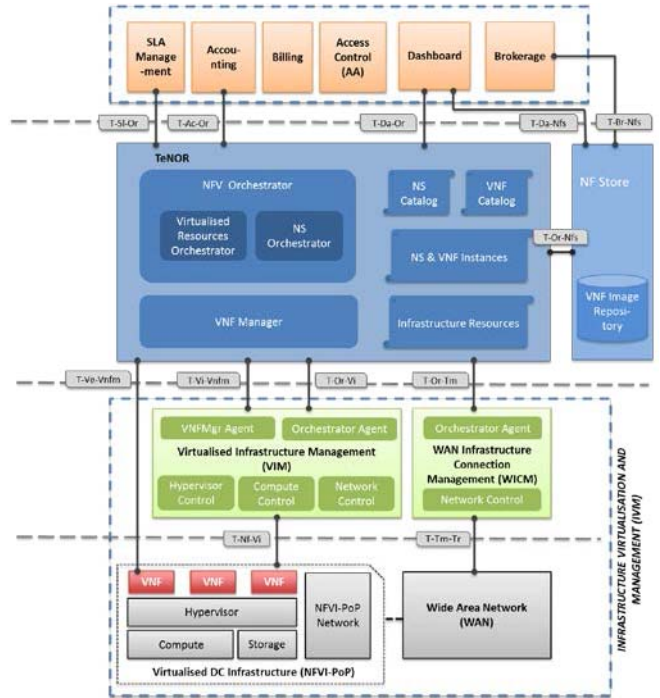 SLA
Manage
-ment
Accou-
nting
Billing
Access
Control
(AA)
Dashboard
Brokerage
T-Sl-Or
T-Ac-Or
T-Da-Or
T-Da-Nfs
T-Br-Nfs
TeNOR
NFV Orchestrator
Virtualised
Resources
Orchestrator
NS
Orchestrator
NS
Catalog
VNF
Catalog
NF Store
T-Or-Nfs
NS & VNF Instances
VNF Manager
Infrastructure Resources
VNF Image
Reposi-
tory
T-Ve-Vnfm
T-Vi-Vnfm
T-Or-Vi
T-Or-Tm
VNFMgr Agent
Orchestrator Agent
Virtualised Infrastructure Management
(VIM)
Hypervisor
Control
Compute
Control
Network
Control
Orchestrator Agent
WAN Infrastructure
Connection
Management (WICM)
Network Control
T-Nf-Vi
T-Tm-Tr
VNF
VNF
VNF
Hypervisor
Compute
Storage
NFVI-PoP
Network
Virtualised DC Infrastructure (NFVI-PoP)
Wide Area Network
(WAN)
INFRASTRUCTURE VIRTUALISATION AND
MANAGEMENT (IVM)